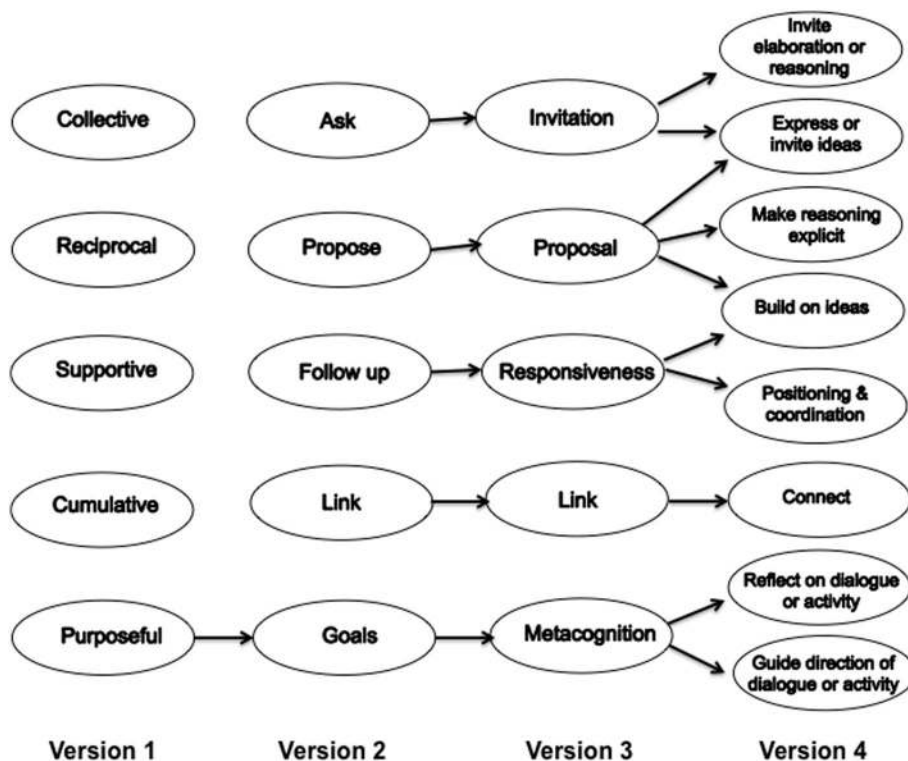 Invite
elaboration or
reasoning
Collective
Ask
Invitation
Express or
invite ideas
Reciprocal
Propose
Proposal
Make reasoning
explicit
Build on ideas
Supportive
Follow up
Responsiveness
Positioning &
coordination
Cumulative
Link
Link
Connect
Reflect on dialogue
or activity
Purposeful
Goals
Metacognition
Guide direction of
dialogue or activity
Version 1
Version 2
Version 3
Version 4